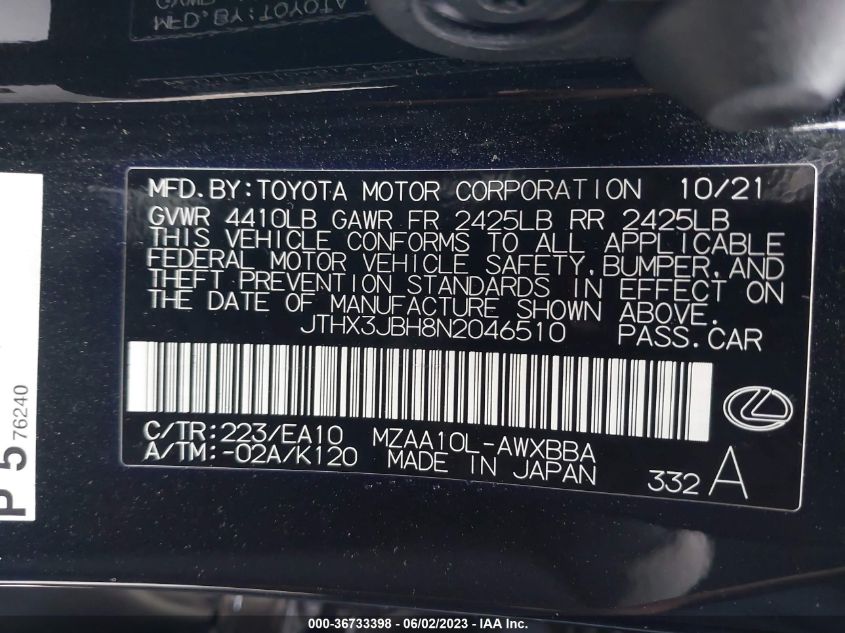 MFD.BY:TOYOTA MOTOR CORPORATION 10/21
GVWR 4410LB GAWR FR 2425LB RR 2425LB
THIS VEHICLE CONFORMS TO ALL APPLICABLE
FEDERAL MOTOR VEHICLE SAFETY,BUMPER,AND
THEFT PREVENTION STANDARDS IN EFFECT ON
THE DATE OF MANUFACTURE SHOWN ABOVE.
JTHX3JBH8N2046510 PASS.CAR
C/TR:223/EA10 MZAA10L-AWXBBA
A/TM:-02A/K120 MADE IN JAPAN
332 A
P 5 76240
000-36733398 - 06/02/2023 - IAA Inc.